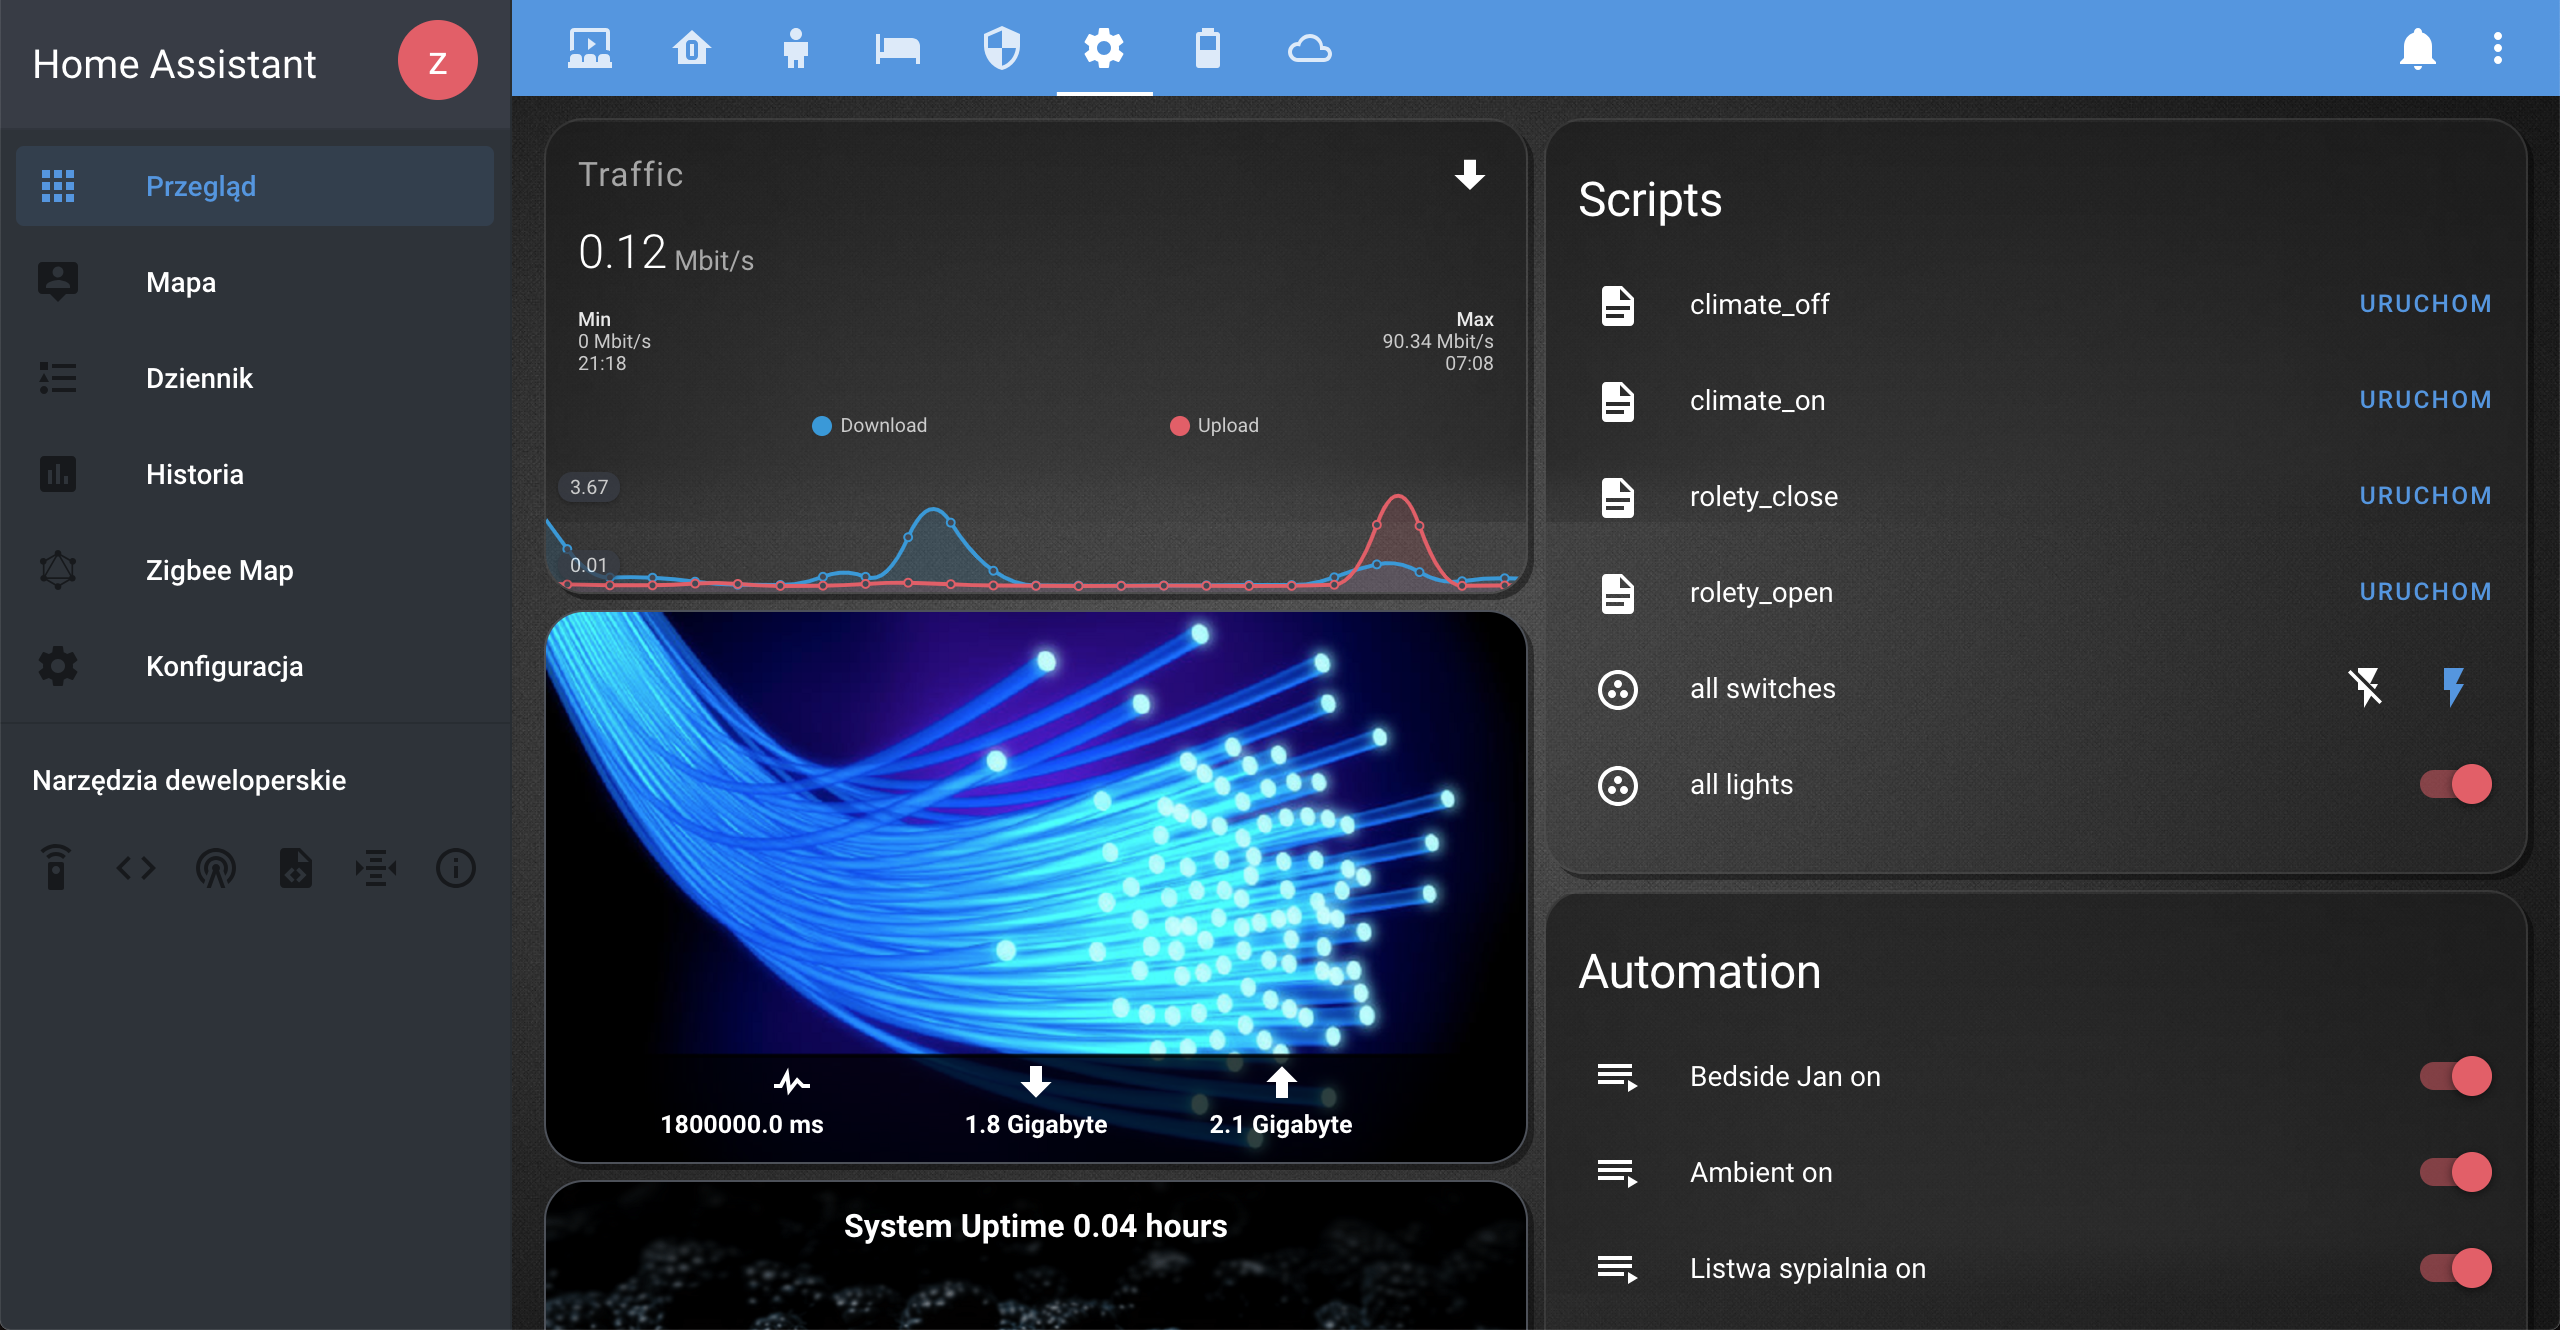 Home Assistant
Z
Przegląd
Mapa
Dziennik
Historia
Zigbee Map
Konfiguracja
Narzędzia deweloperskie
Traffic
0.12 Mbit/s
Min
0 Mbit/s
21:18
Max
90.34 Mbit/s
07:08
Download
Upload
3.67
0.01
1800000.0 ms
1.8 Gigabyte
2.1 Gigabyte
System Uptime 0.04 hours
Scripts
climate_off URUCHOM
climate_on URUCHOM
rolety_close URUCHOM
rolety_open URUCHOM
all switches
all lights
Automation
Bedside Jan on
Ambient on
Listwa sypialnia on